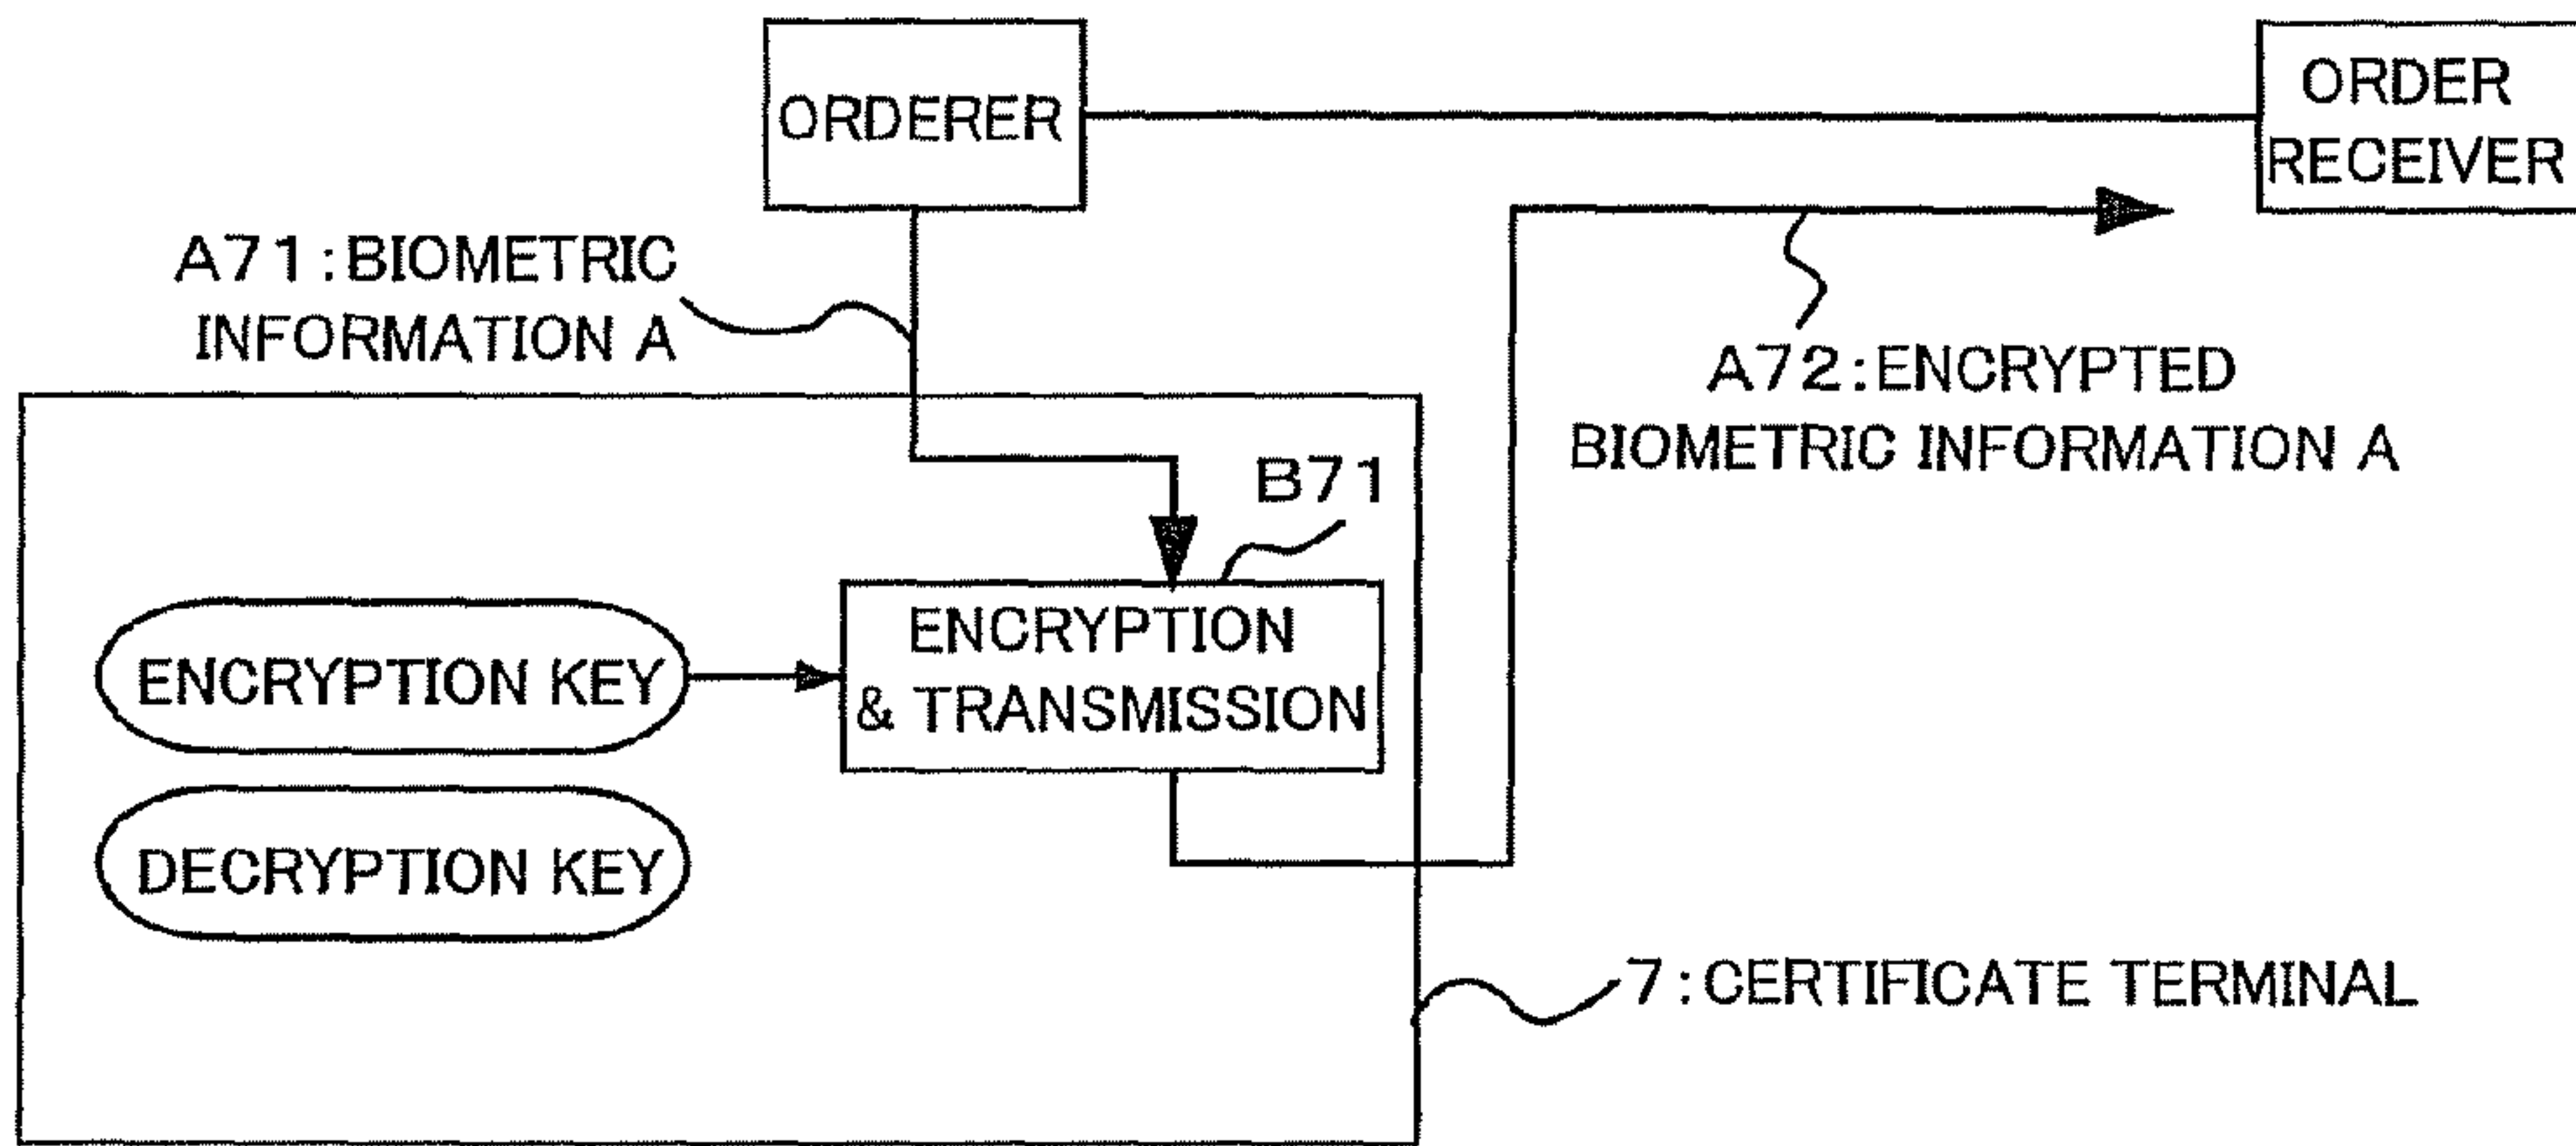 ORDERER
ORDER
RECEIVER
A71:BIOMETRIC
INFORMATION A
A72:ENCRYPTED
BIOMETRIC INFORMATION A
B71
ENCRYPTION
& TRANSMISSION
ENCRYPTION KEY
DECRYPTION KEY
7:CERTIFICATE TERMINAL